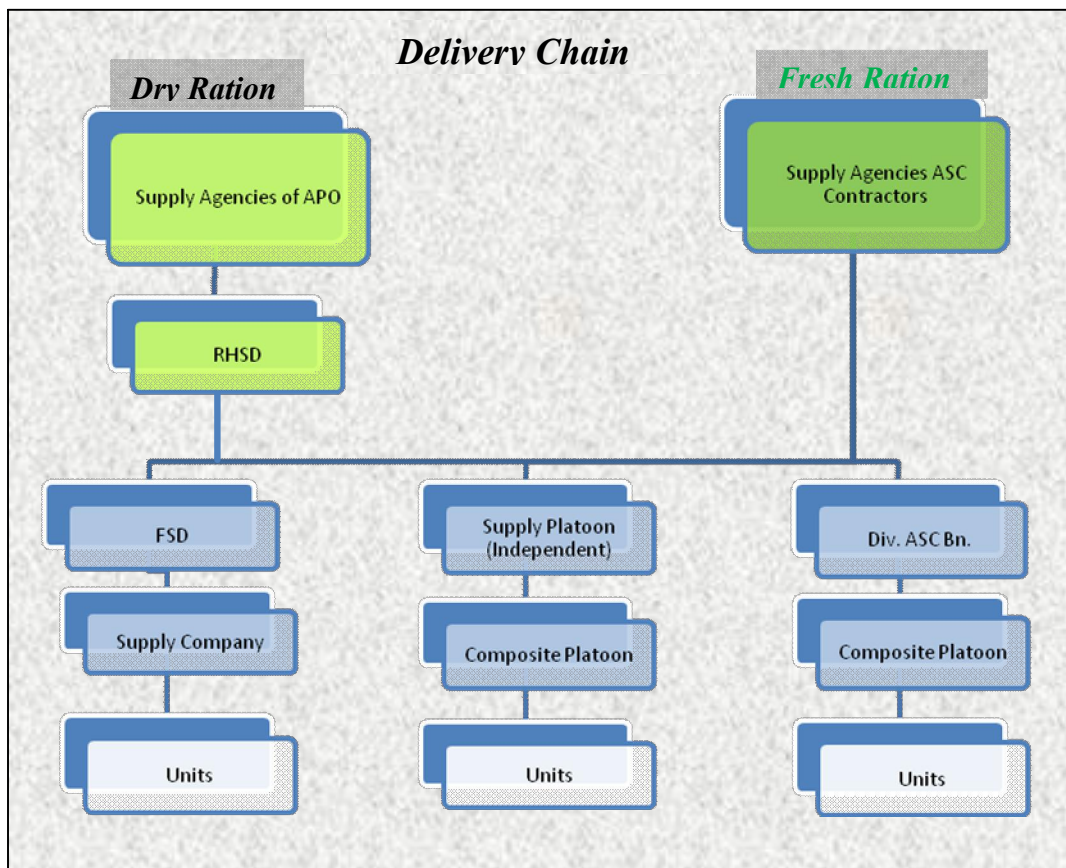 Delivery Chain
Dry Ration
Fresh Ration
Supply Agencies of APO
Supply Agencies ASC
Contractors
RHSD
FSD
Supply Platoon
(Independent)
Div. ASC Bn.
Supply Company
Composite Platoon
Composite Platoon
Units
Units
Units